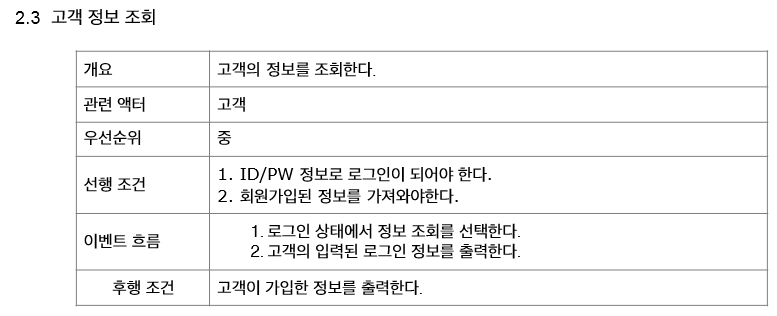 2.3 고객 정보 조회
개요 고객의 정보를 조회한다.
관련 액터 고객
우선순위 중
선행 조건
1. ID/PW 정보로 로그인이 되어야 한다.
2. 회원가입된 정보를 가져와야한다.
이벤트 흐름
1. 로그인 상태에서 정보 조회를 선택한다.
2. 고객의 입력된 로그인 정보를 출력한다.
후행 조건 고객이 가입한 정보를 출력한다.